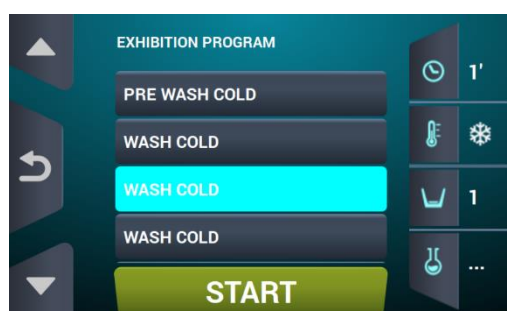 EXHIBITION PROGRAM
PRE WASH COLD
WASH COLD
WASH COLD
WASH COLD
START
1'
1
...